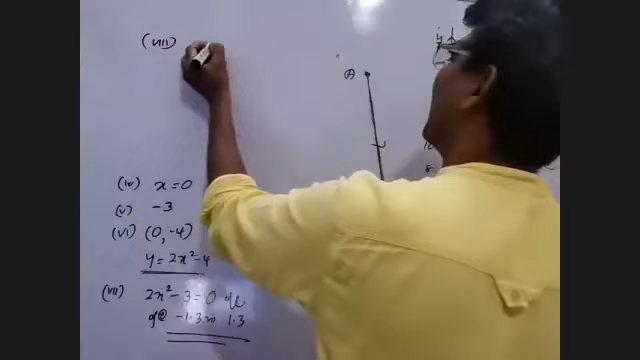 (VIII)
A
(iv) x=0
(v) -3
(vi) (0, -4)
y = 2x²-4
(VII) 2x²-3=0
-1.3 1.3